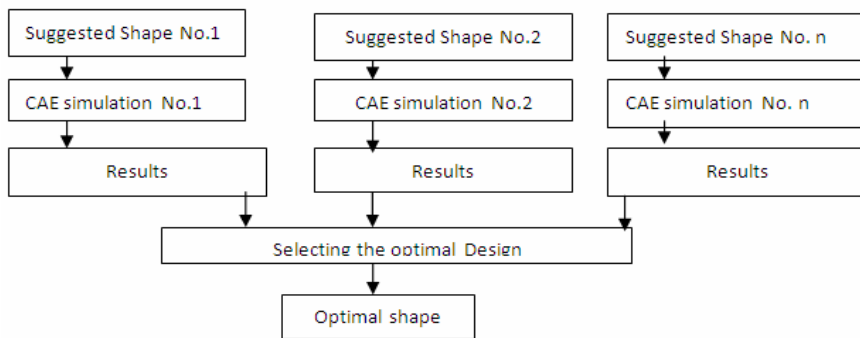 Suggested Shape No.1
Suggested Shape No.2
Suggested Shape No. n
CAE simulation No.1
CAE simulation No.2
CAE simulation No. n
Results
Results
Results
Selecting the optimal Design
Optimal shape